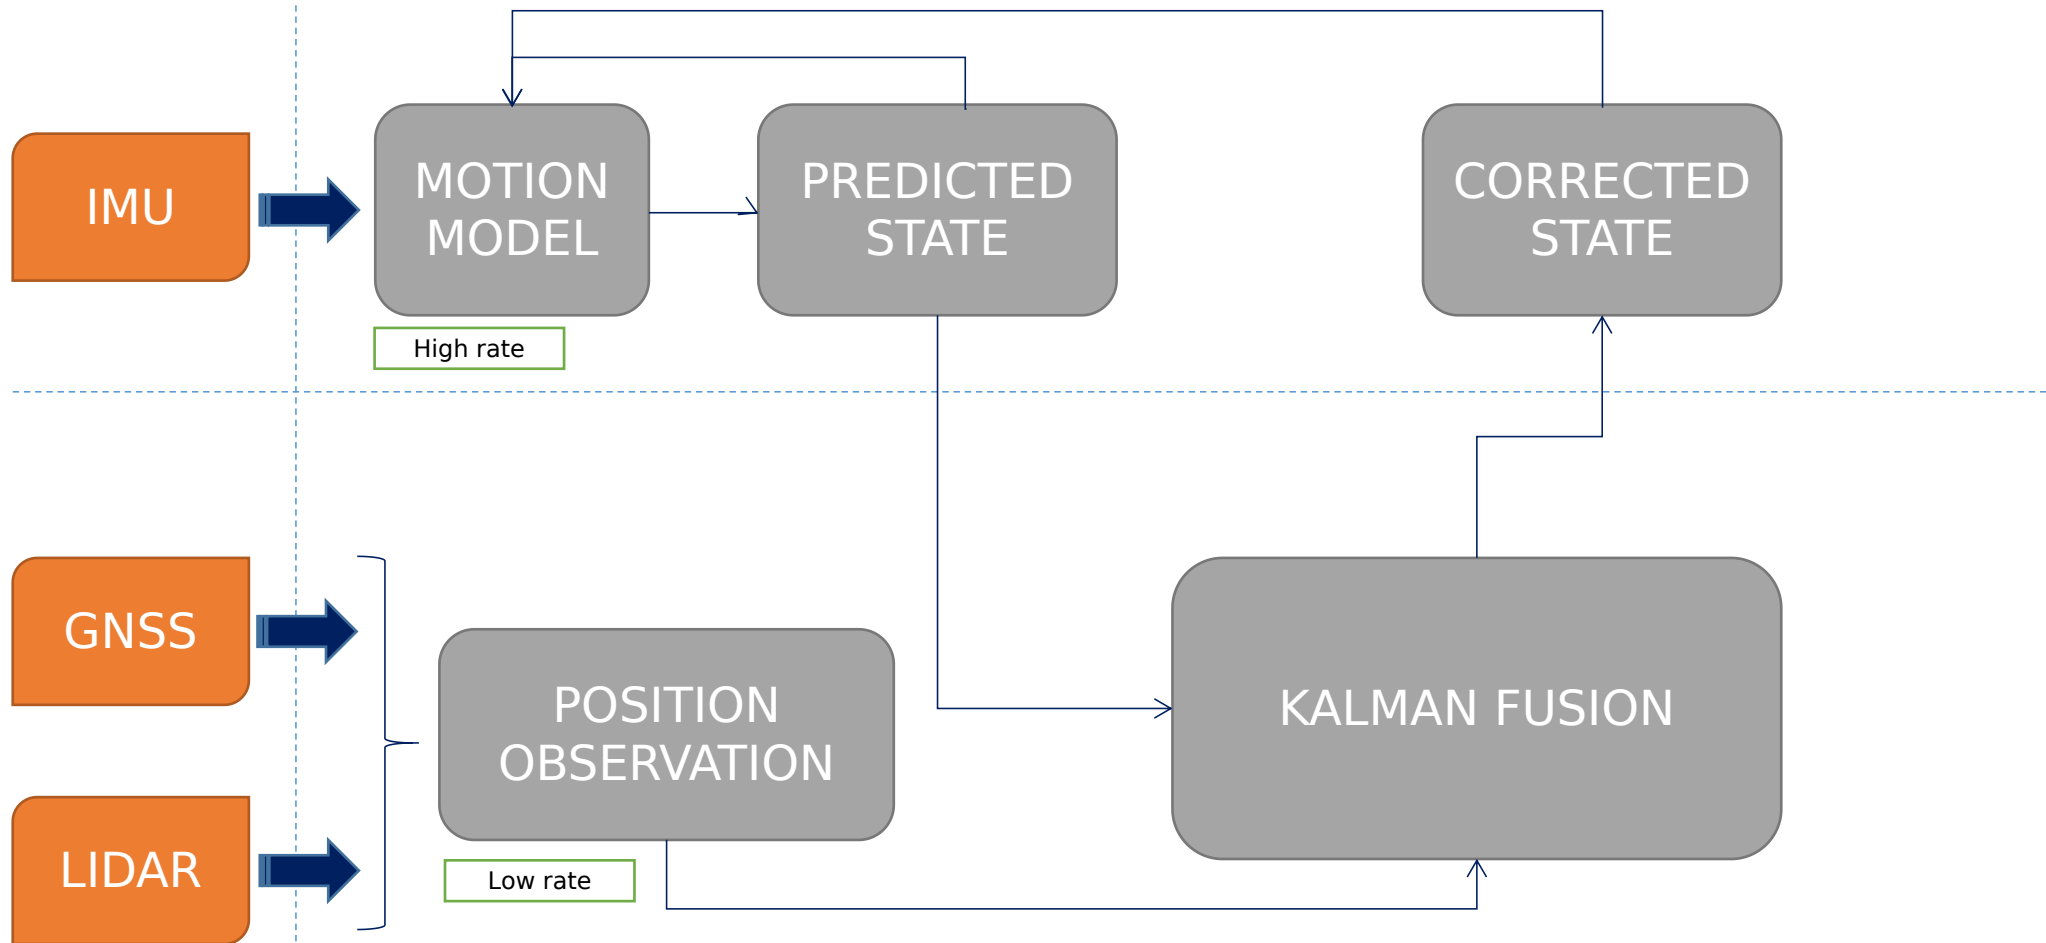 IMU
MOTION
MODEL
PREDICTED
STATE
CORRECTED
STATE
High rate
GNSS
POSITION
OBSERVATION
KALMAN FUSION
LIDAR
Low rate